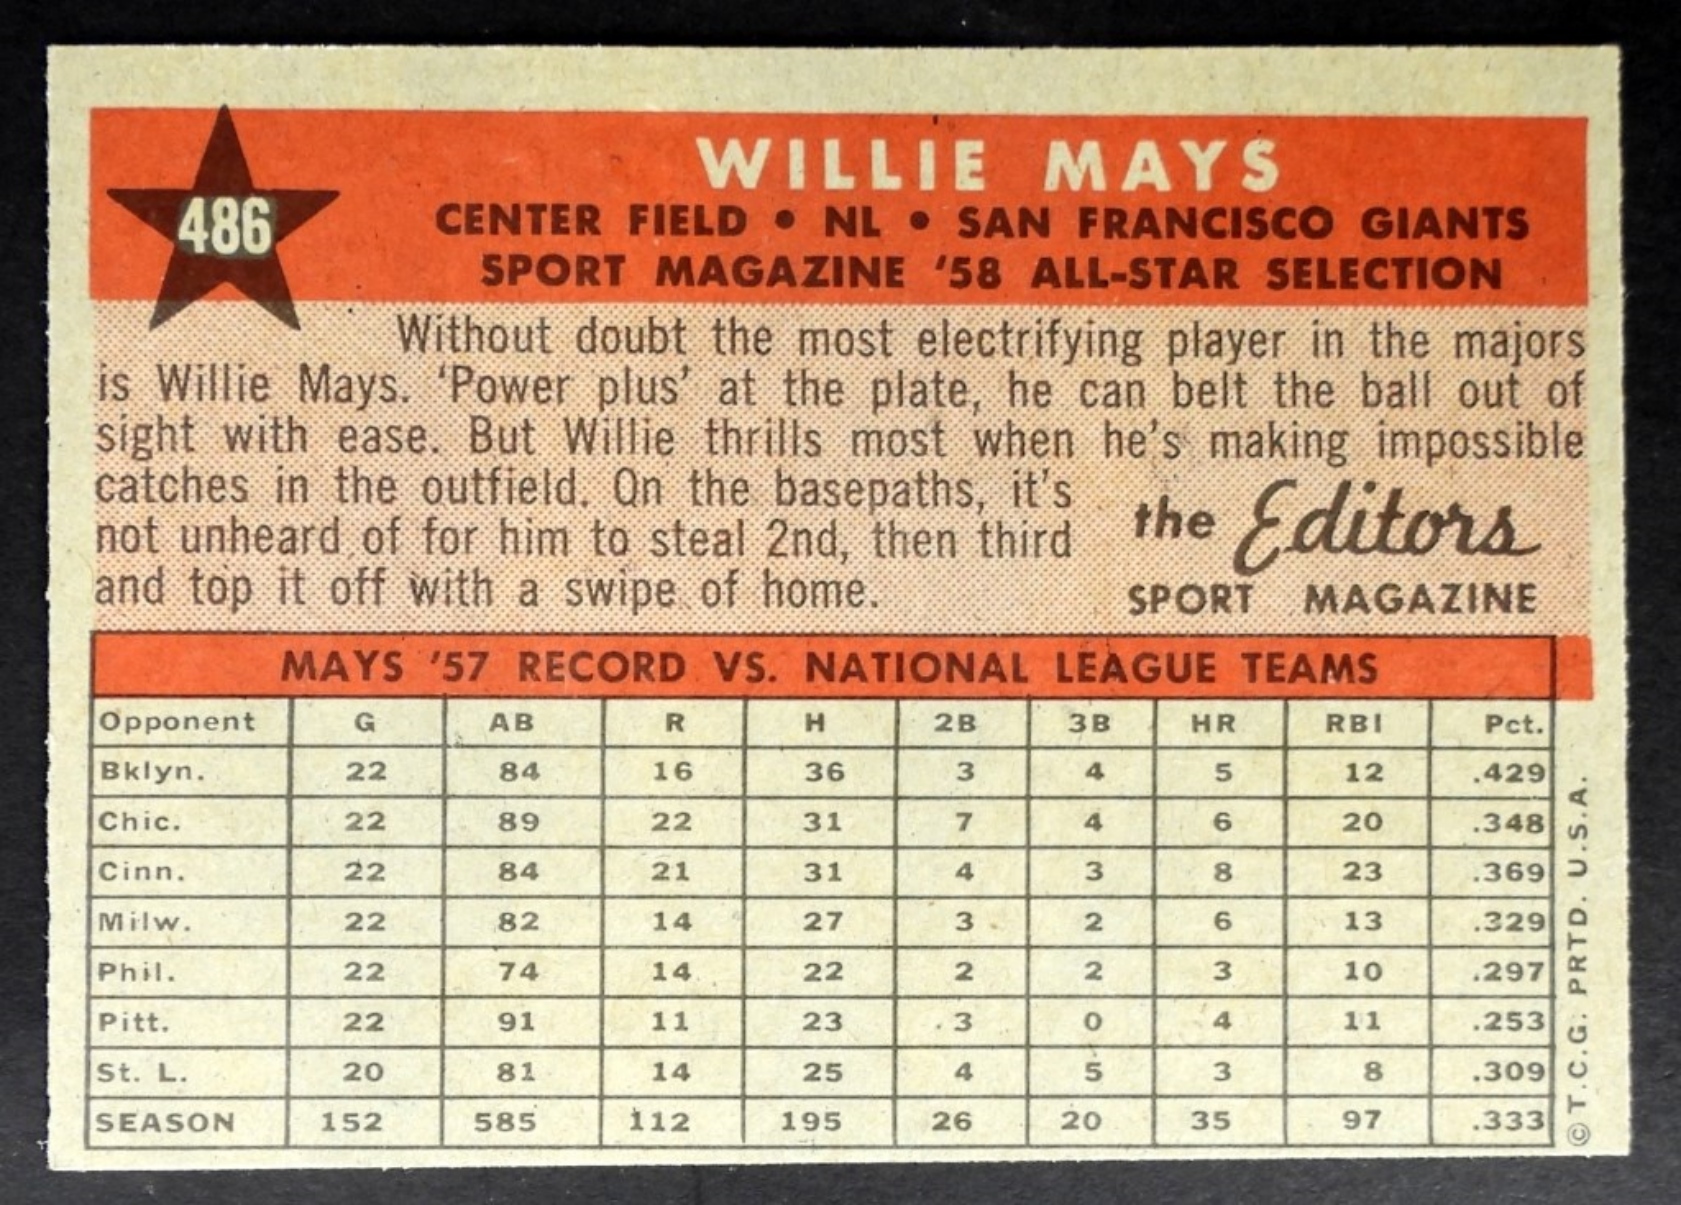 486
WILLIE MAYS
CENTER FIELD • NL • SAN FRANCISCO GIANTS
SPORT MAGAZINE '58 ALL-STAR SELECTION
Without doubt the most electrifying player in the majors
is Willie Mays. 'Power plus' at the plate, he can belt the ball out of
sight with ease. But Willie thrills most when he's making impossible
catches in the outfield. On the basepaths, it's
not unheard of for him to steal 2nd, then third
and top it off with a swipe of home.
the Editors
SPORT MAGAZINE
MAYS '57 RECORD VS. NATIONAL LEAGUE TEAMS
Opponent G AB R H 2B 3B HR RBI Pct.
Bklyn. 22 84 16 36 3 4 5 12 .429
Chic. 22 89 22 31 7 4 6 20 .348
Cinn. 22 84 21 31 4 3 8 23 .369
Milw. 22 82 14 27 3 2 6 13 .329
Phil. 22 74 14 22 2 2 3 10 .297
Pitt. 22 91 11 23 3 0 4 11 .253
St. L. 20 81 14 25 4 5 3 8 .309
SEASON 152 585 112 195 26 20 35 97 .333
© T.C.G. PRTD. U.S.A.